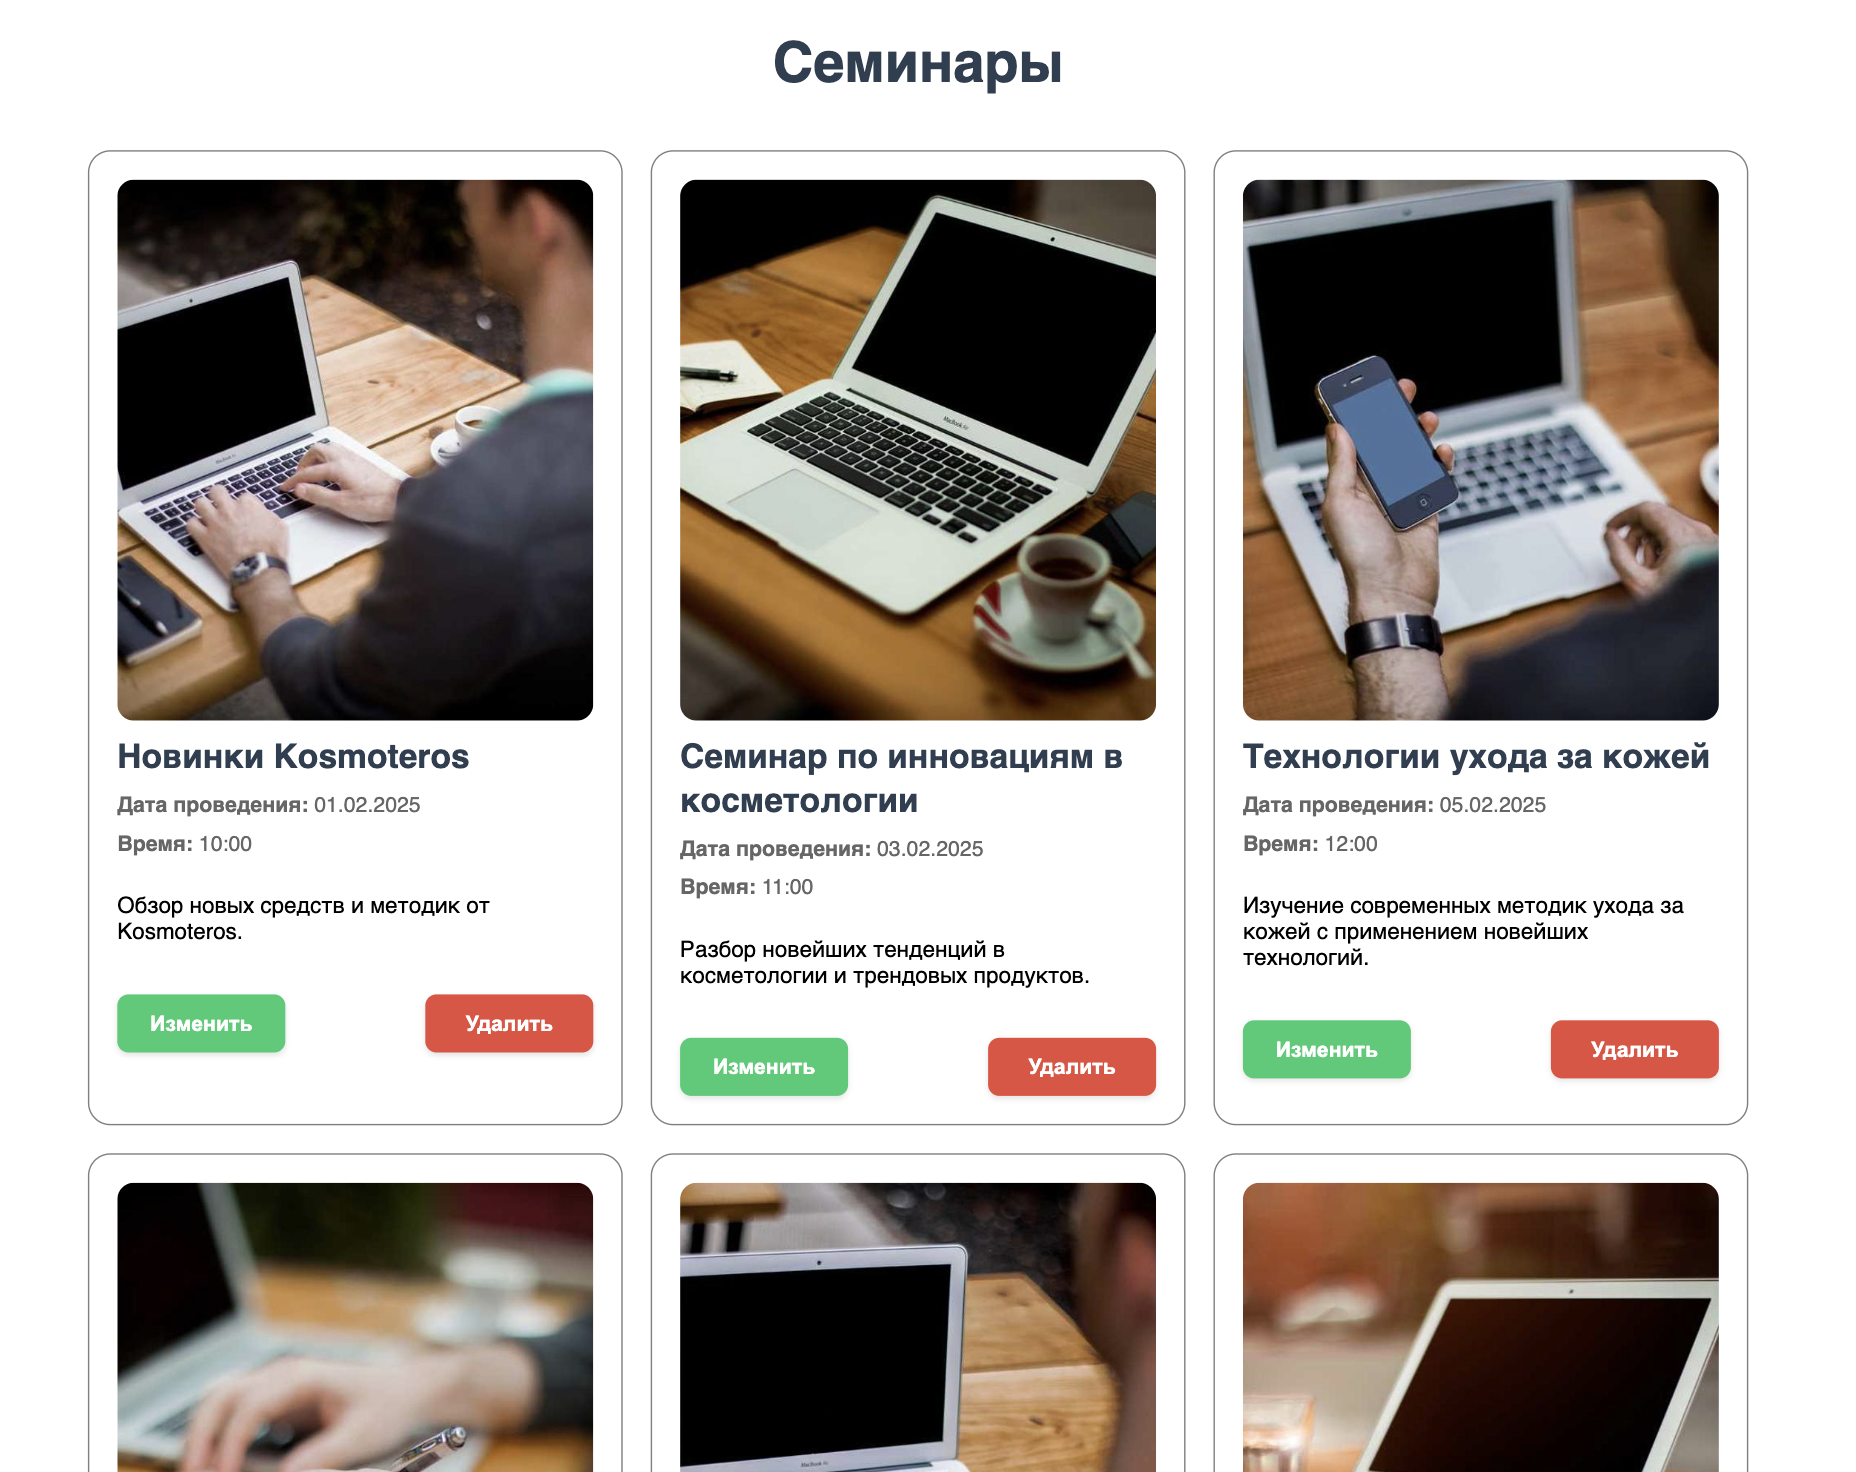 Семинары
Новинки Kosmoteros
Дата проведения: 01.02.2025
Время: 10:00
Обзор новых средств и методик от
Kosmoteros.
Изменить
Удалить
Семинар по инновациям в
косметологии
Дата проведения: 03.02.2025
Время: 11:00
Разбор новейших тенденций в
косметологии и трендовых продуктов.
Изменить
Удалить
Технологии ухода за кожей
Дата проведения: 05.02.2025
Время: 12:00
Изучение современных методик ухода за
кожей с применением новейших
технологий.
Изменить
Удалить